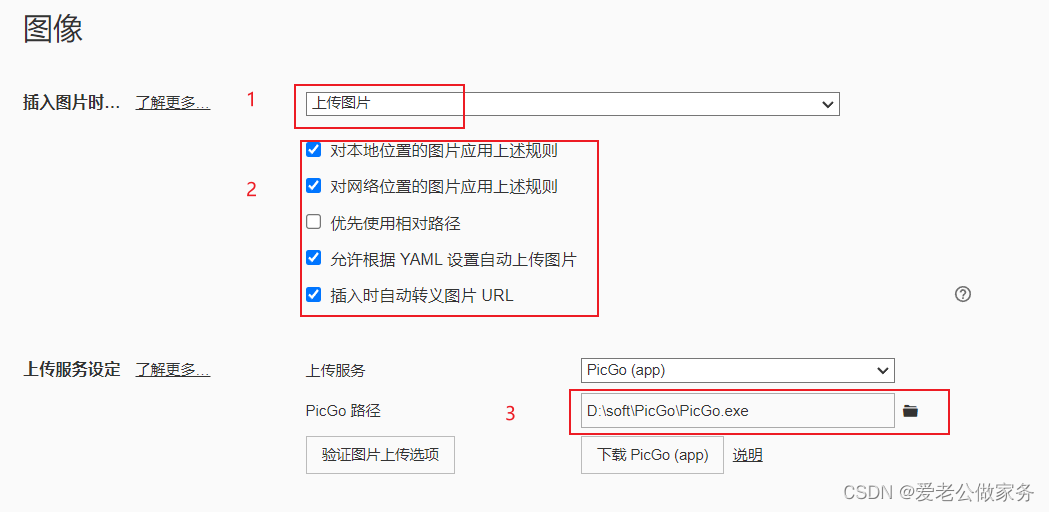 图像
插入图片时... 了解更多... 1 上传图片
对本地位置的图片应用上述规则
2 对网络位置的图片应用上述规则
优先使用相对路径
允许根据 YAML 设置自动上传图片
插入时自动转义图片 URL
上传服务设定 了解更多... 上传服务 PicGo (app)
PicGo 路径 3 D:\soft\PicGo\PicGo.exe
验证图片上传选项 下载 PicGo (app) 说明
CSDN @爱老公做家务